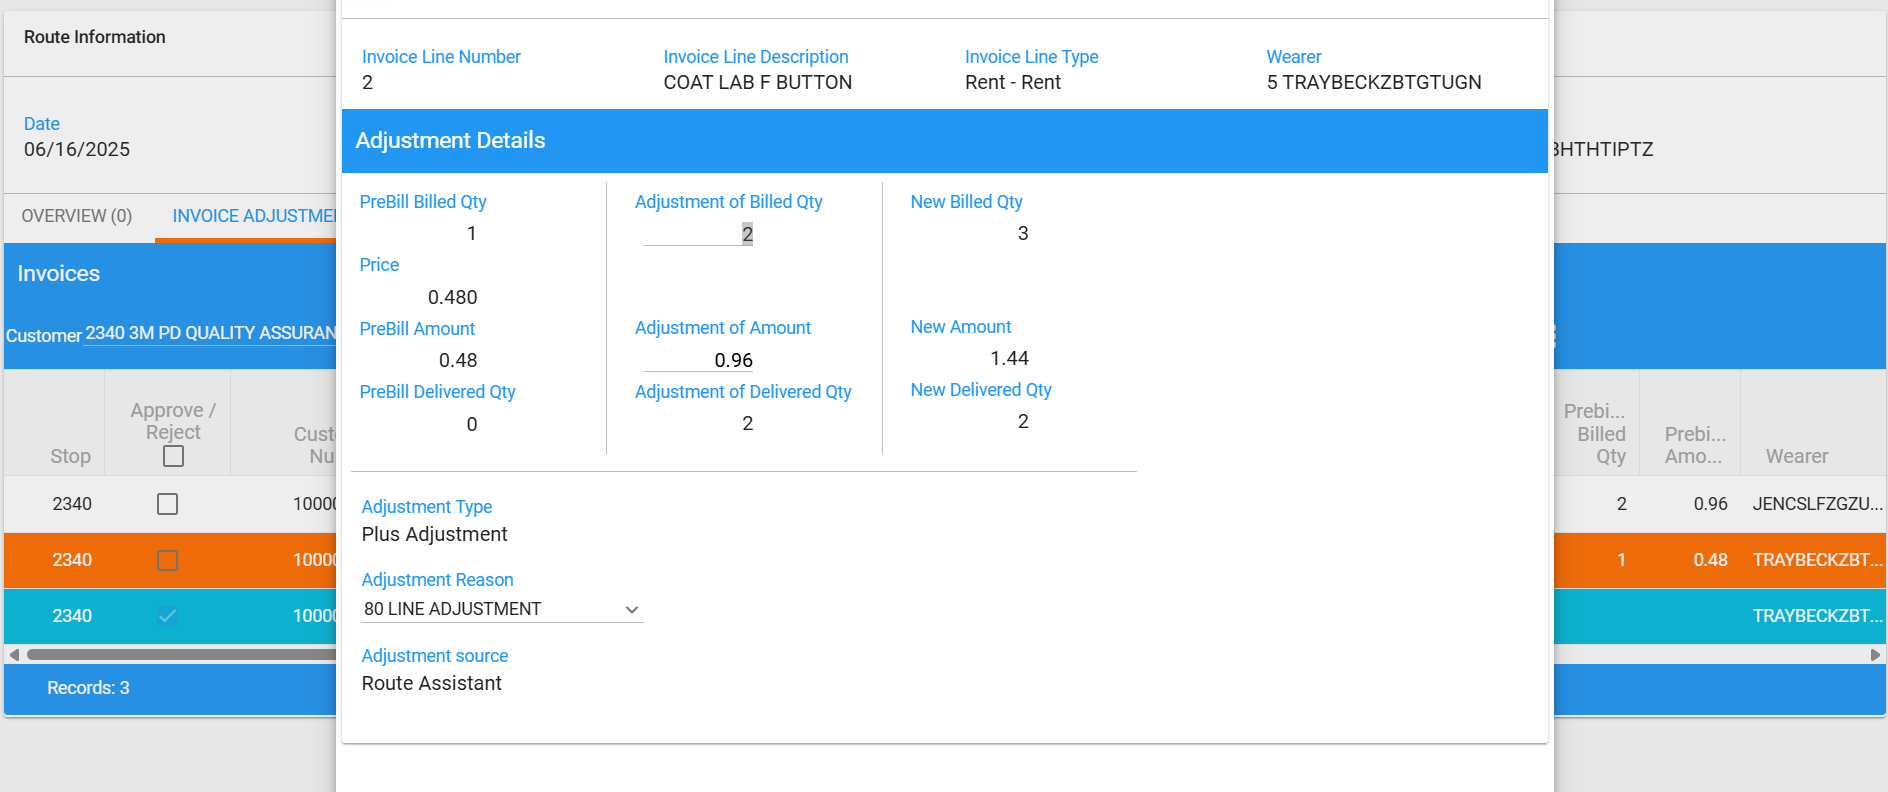 Route Information
Date
06/16/2025
BHTHTIPTZ
OVERVIEW (0)
INVOICE ADJUSTME
Invoices
Customer 2340 3M PD QUALITY ASSURAN
Stop
Approve /
Reject
Cust
Nu
Prebi...
Billed
Qty
Prebi...
Amo...
Wearer
2340 10000 2 0.96 JENCSLFZGZU...
2340 10000 1 0.48 TRAYBECKZBT...
2340 10000 TRAYBECKZBT...
Records: 3
Invoice Line Number
2
Invoice Line Description
COAT LAB F BUTTON
Invoice Line Type
Rent - Rent
Wearer
5 TRAYBECKZBTGTUGN
Adjustment Details
PreBill Billed Qty
1
Price
0.480
PreBill Amount
0.48
PreBill Delivered Qty
0
Adjustment of Billed Qty
2
Adjustment of Amount
0.96
Adjustment of Delivered Qty
2
New Billed Qty
3
New Amount
1.44
New Delivered Qty
2
Adjustment Type
Plus Adjustment
Adjustment Reason
80 LINE ADJUSTMENT
Adjustment source
Route Assistant